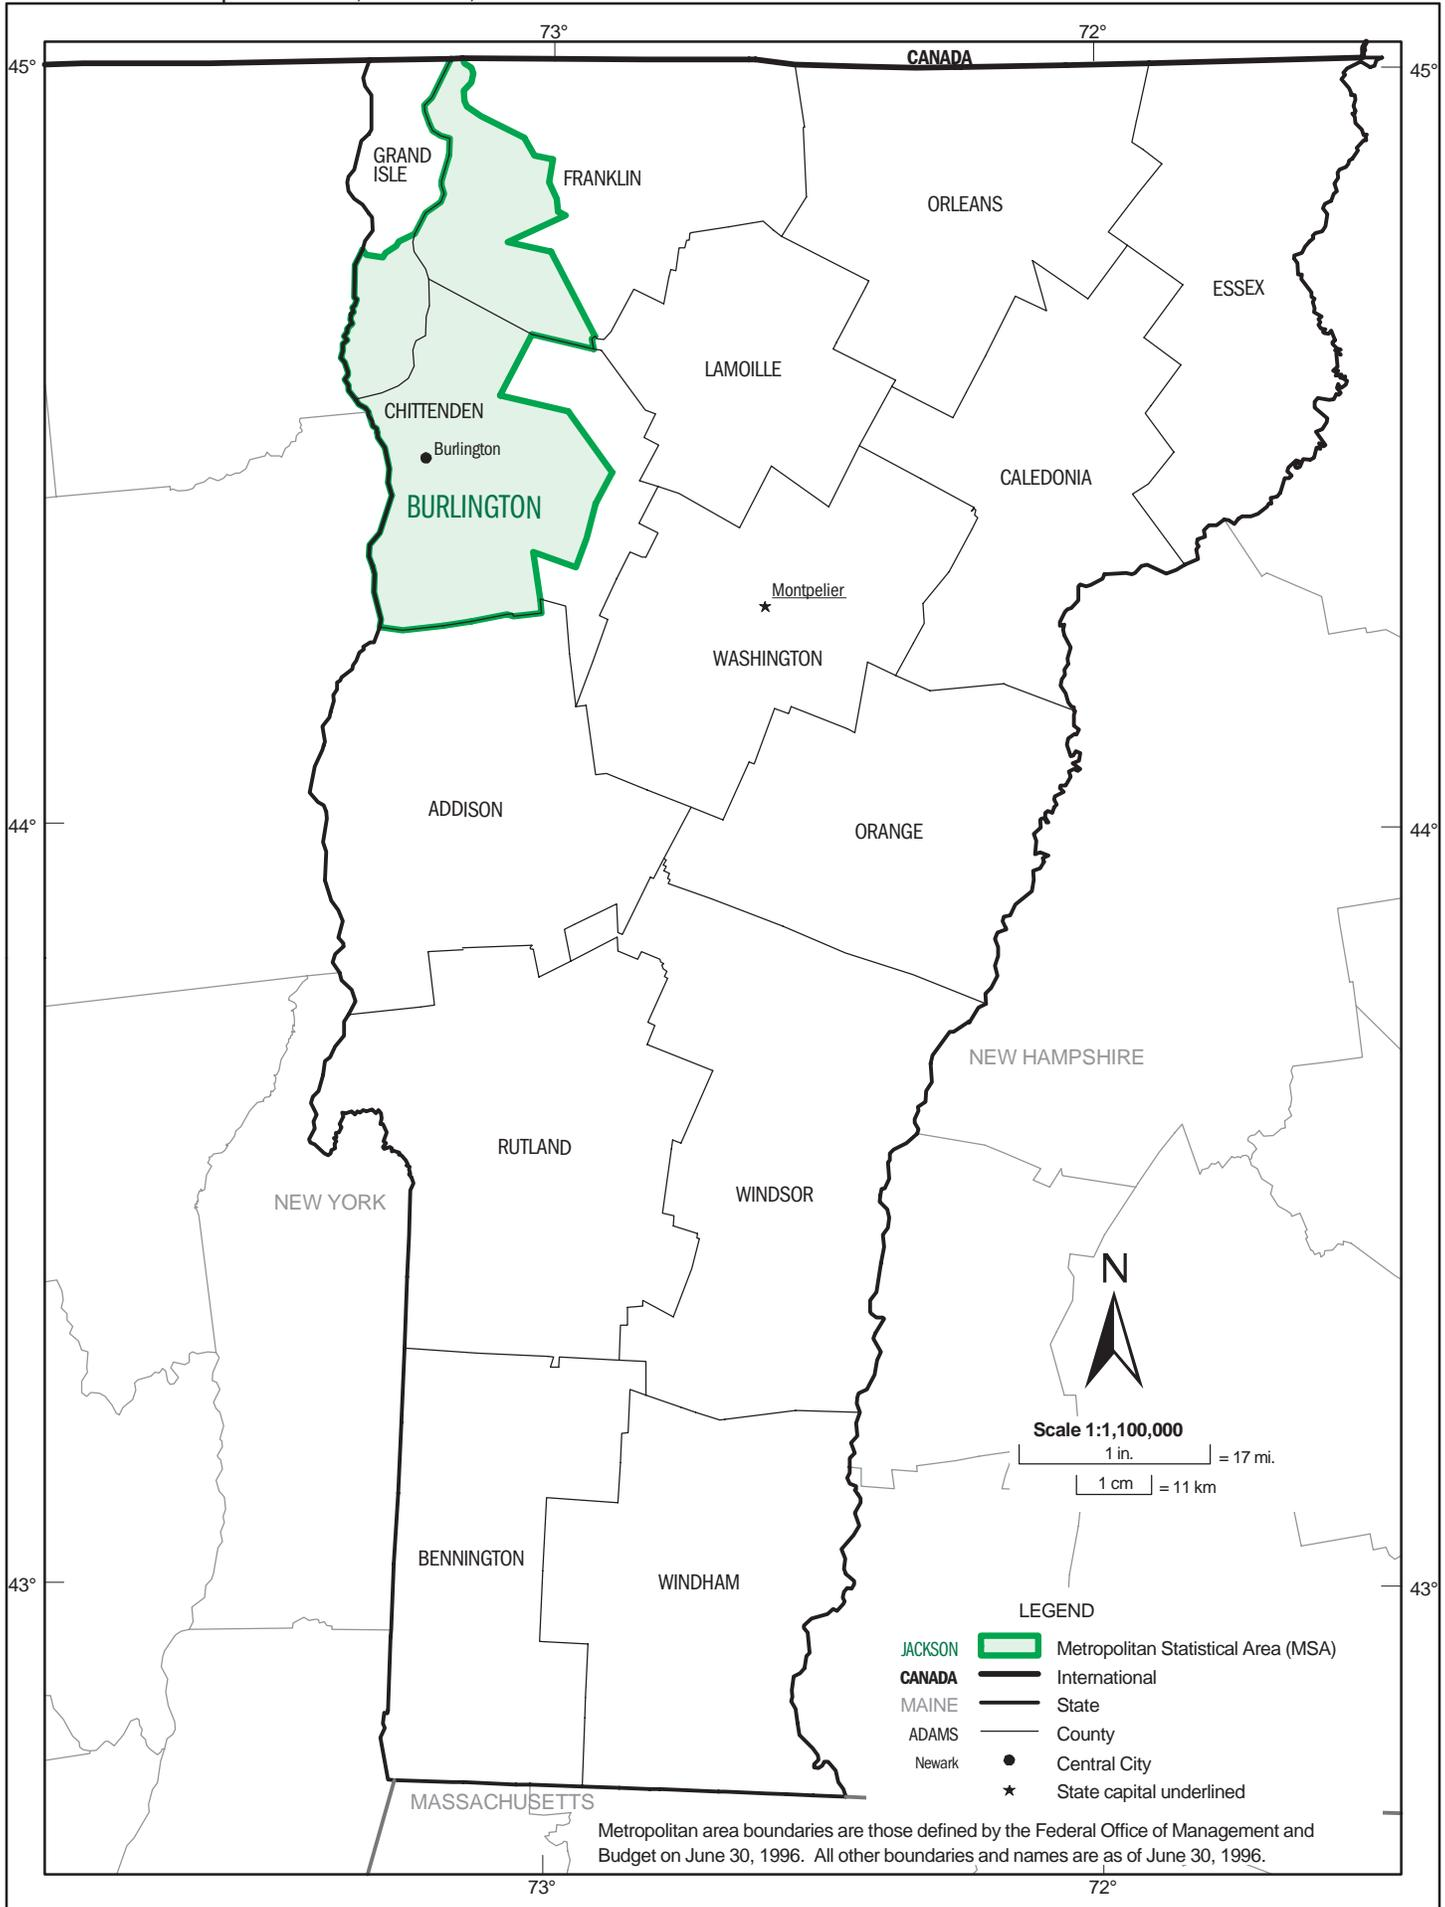 73°
72°
45°
CANADA
45°
GRAND
ISLE
FRANKLIN
ORLEANS
ESSEX
LAMOILLE
CHITTENDEN
Burlington
CALEDONIA
BURLINGTON
Montpelier
WASHINGTON
ADDISON
44°
ORANGE
44°
NEW HAMPSHIRE
RUTLAND
WINDSOR
NEW YORK
N
Scale 1:1,100,000
1 in.
= 17 mi.
1 cm
= 11 km
BENNINGTON
WINDHAM
43°
43°
LEGEND
JACKSON Metropolitan Statistical Area (MSA)
CANADA International
MAINE State
ADAMS County
Newark Central City
State capital underlined
MASSACHUSETTS
Metropolitan area boundaries are those defined by the Federal Office of Management and
Budget on June 30, 1996. All other boundaries and names are as of June 30, 1996.
73°
72°